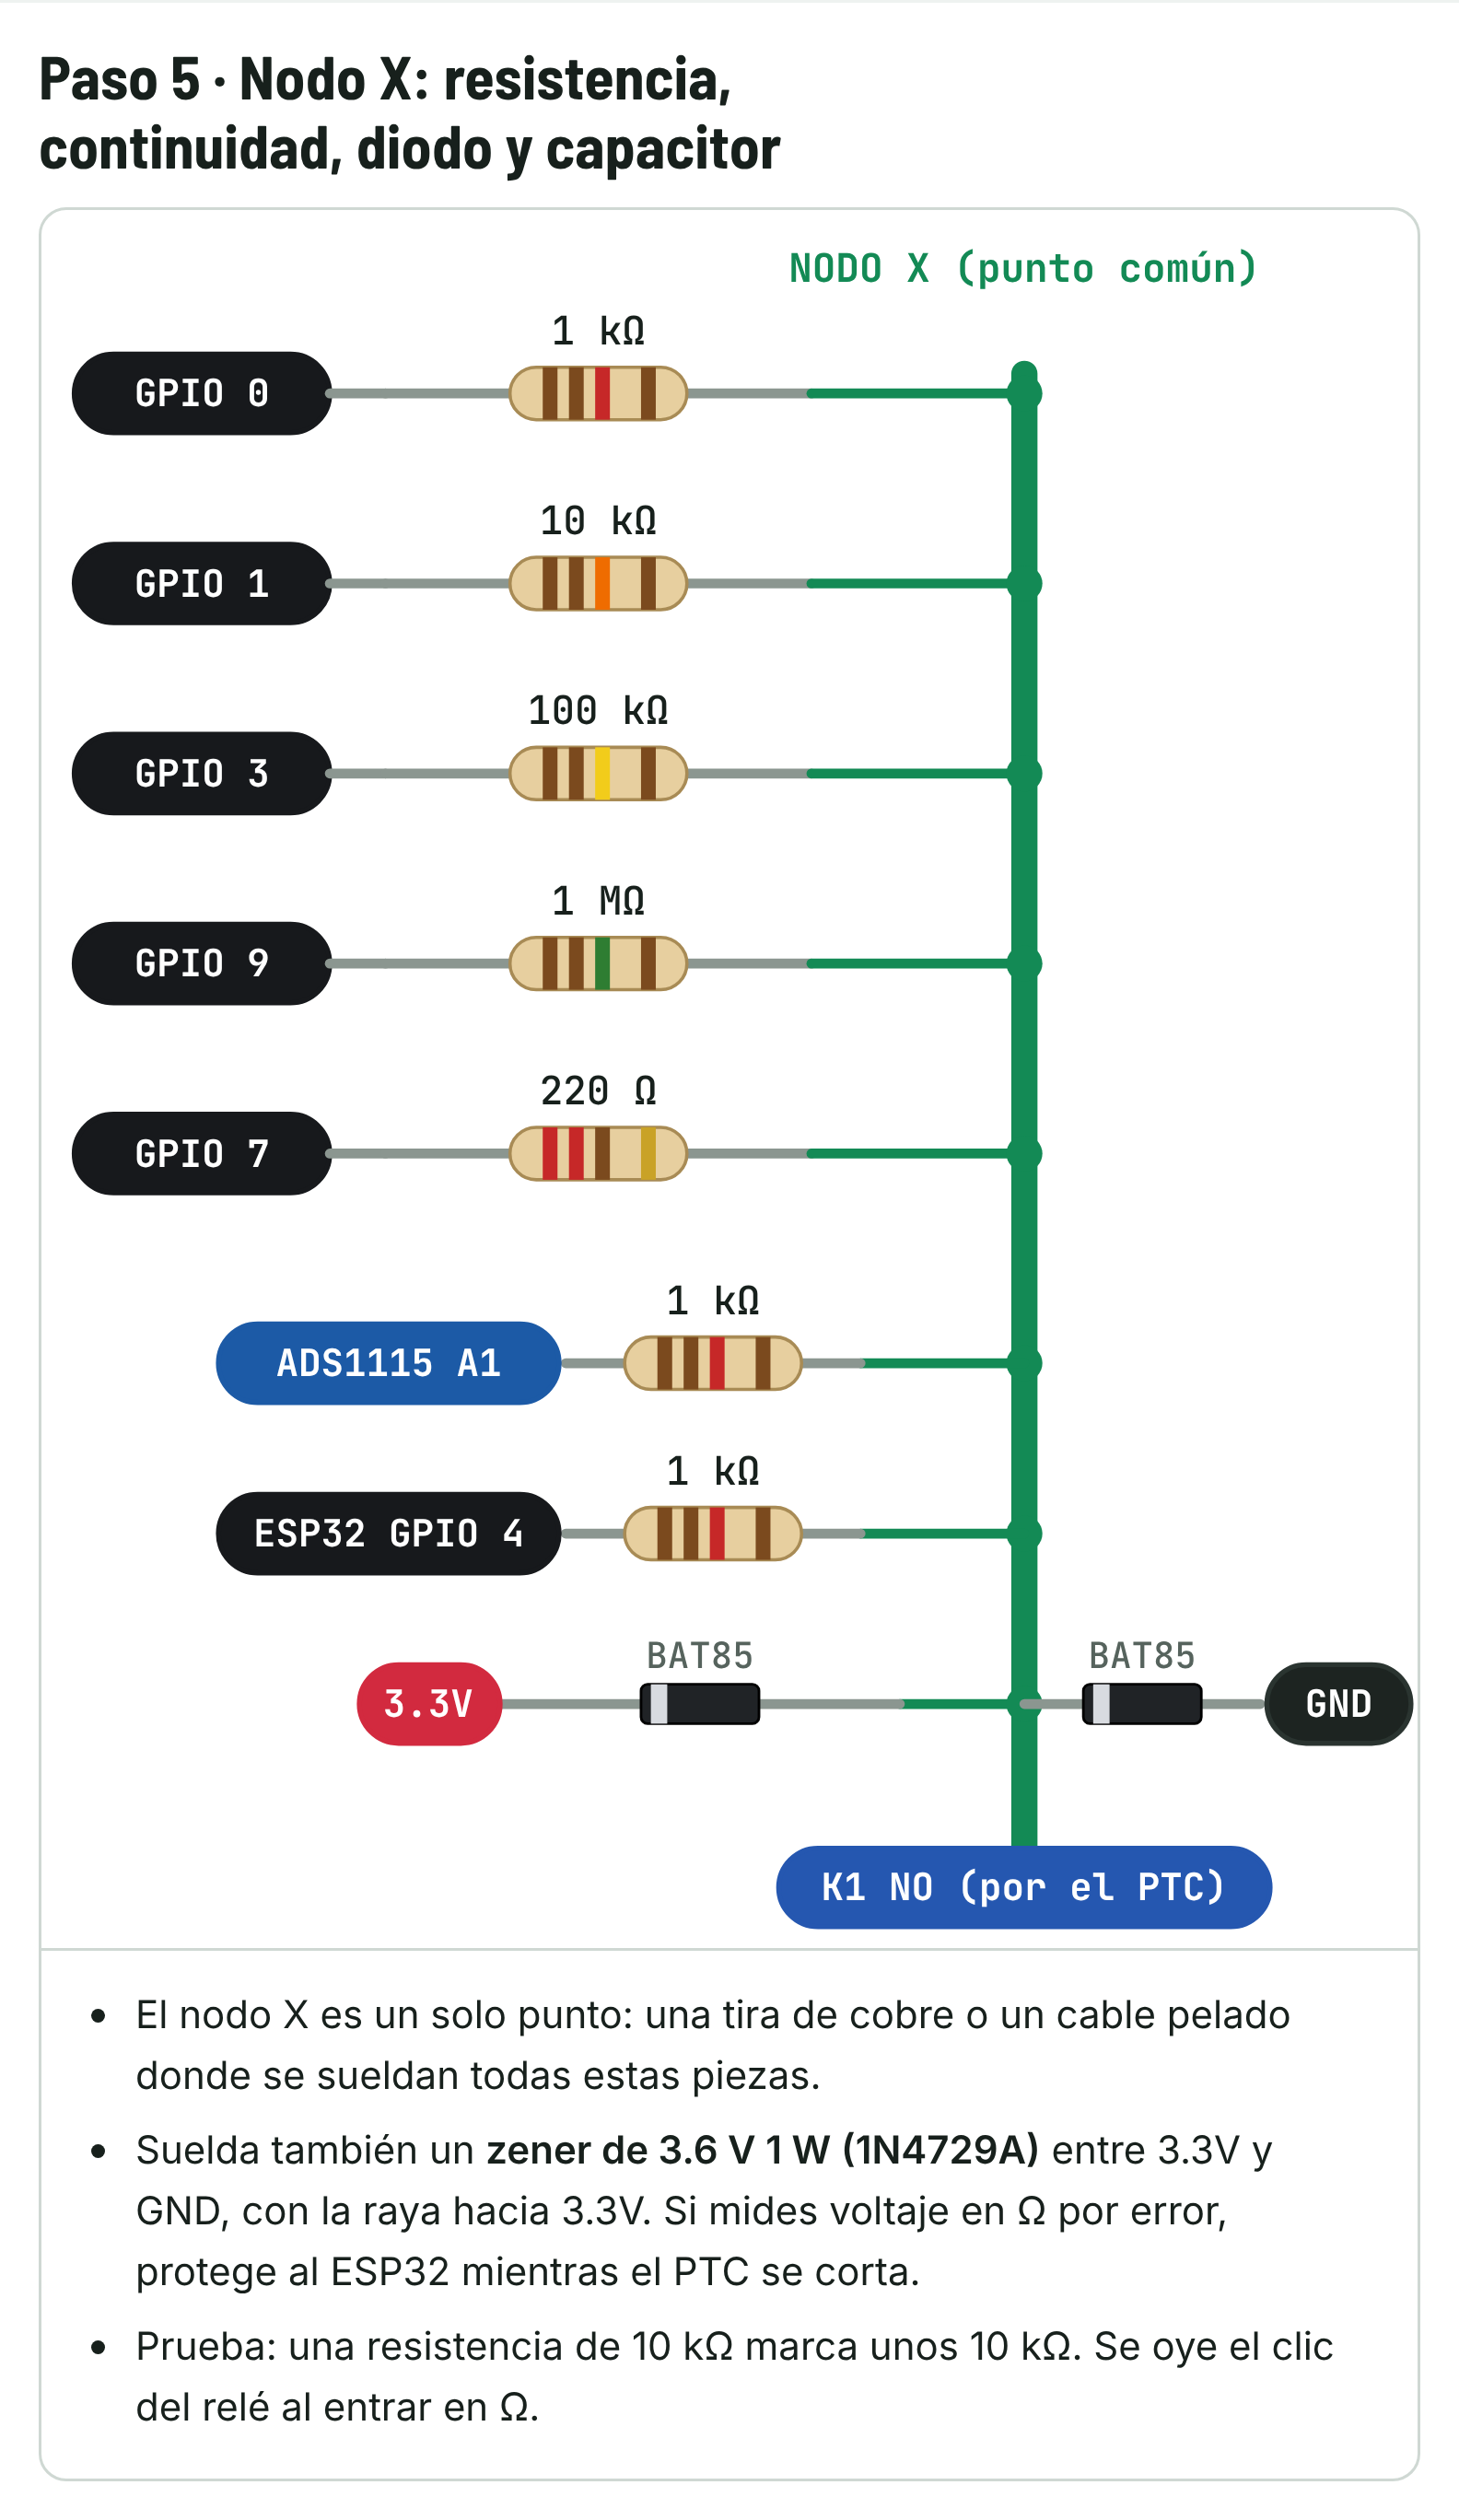 Paso 5 · Nodo X: resistencia,
continuidad, diodo y capacitor
NODO X (punto común)
1 kΩ
GPIO 0
10 kΩ
GPIO 1
100 kΩ
GPIO 3
1 MΩ
GPIO 9
220 Ω
GPIO 7
1 kΩ
ADS1115 A1
1 kΩ
ESP32 GPIO 4
BAT85
BAT85
3.3V
GND
K1 NO (por el PTC)
• El nodo X es un solo punto: una tira de cobre o un cable pelado
donde se sueldan todas estas piezas.
• Suelda también un zener de 3.6 V 1 W (1N4729A) entre 3.3V y
GND, con la raya hacia 3.3V. Si mides voltaje en Ω por error,
protege al ESP32 mientras el PTC se corta.
• Prueba: una resistencia de 10 kΩ marca unos 10 kΩ. Se oye el clic
del relé al entrar en Ω.